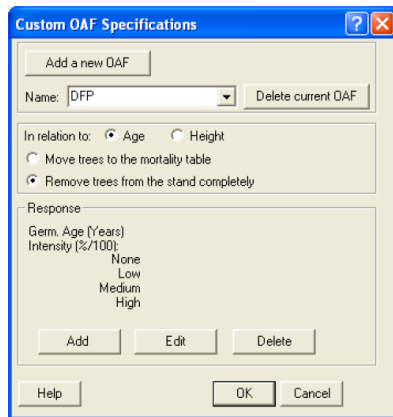 Custom OAF Specifications
Add a new OAF
Name: DFP Delete current OAF
In relation to: Age Height
Move trees to the mortality table
Remove trees from the stand completely
Response
Germ. Age (Years)
Intensity (%/100):
None
Low
Medium
High
Add Edit Delete
Help OK Cancel